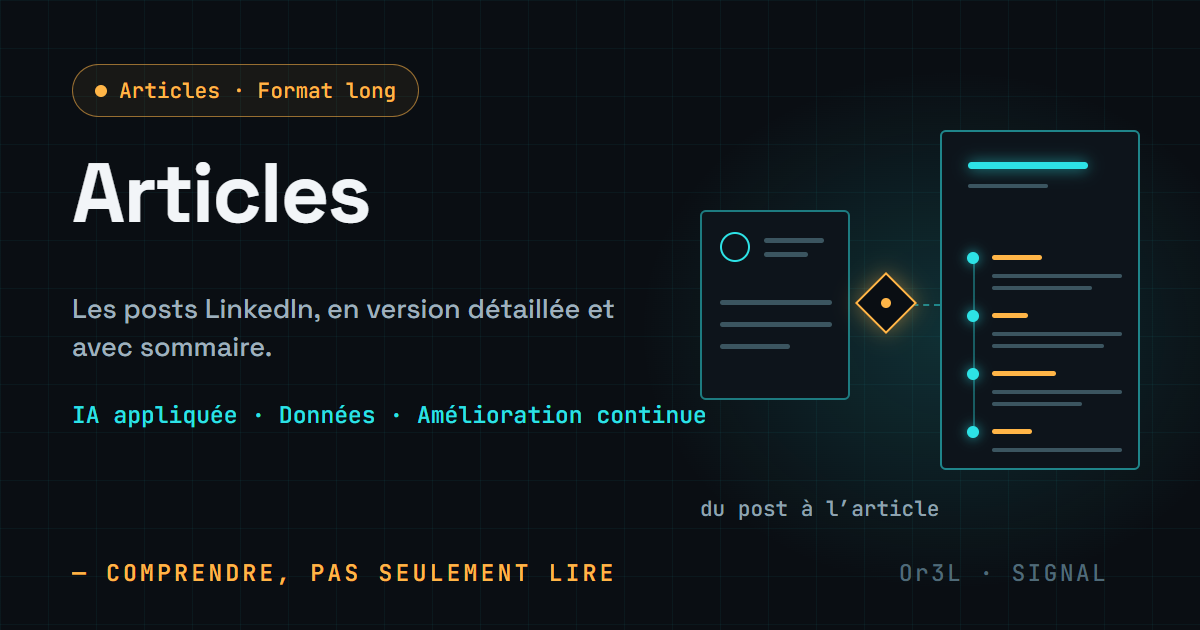 Articles · Format long
Articles
Les posts LinkedIn, en version détaillée et
avec sommaire.
IA appliquée · Données · Amélioration continue
du post à l’article
— COMPRENDRE, PAS SEULEMENT LIRE
Or3L · SIGNAL